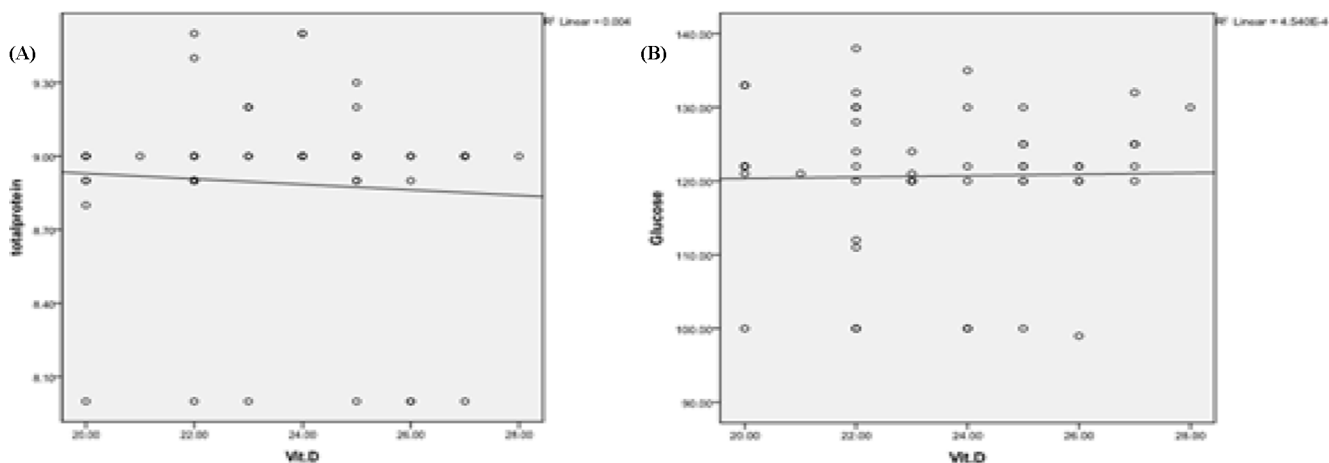 (A)
R² Linear = 0.004
9.30
9.00
8.70
8.40
8.10
totalprotein
20.00 22.00 24.00 26.00 28.00
Vit.D
(B)
R² Linear = 4.540E-4
140.00
130.00
120.00
110.00
100.00
90.00
Glucose
20.00 22.00 24.00 26.00 28.00
Vit.D